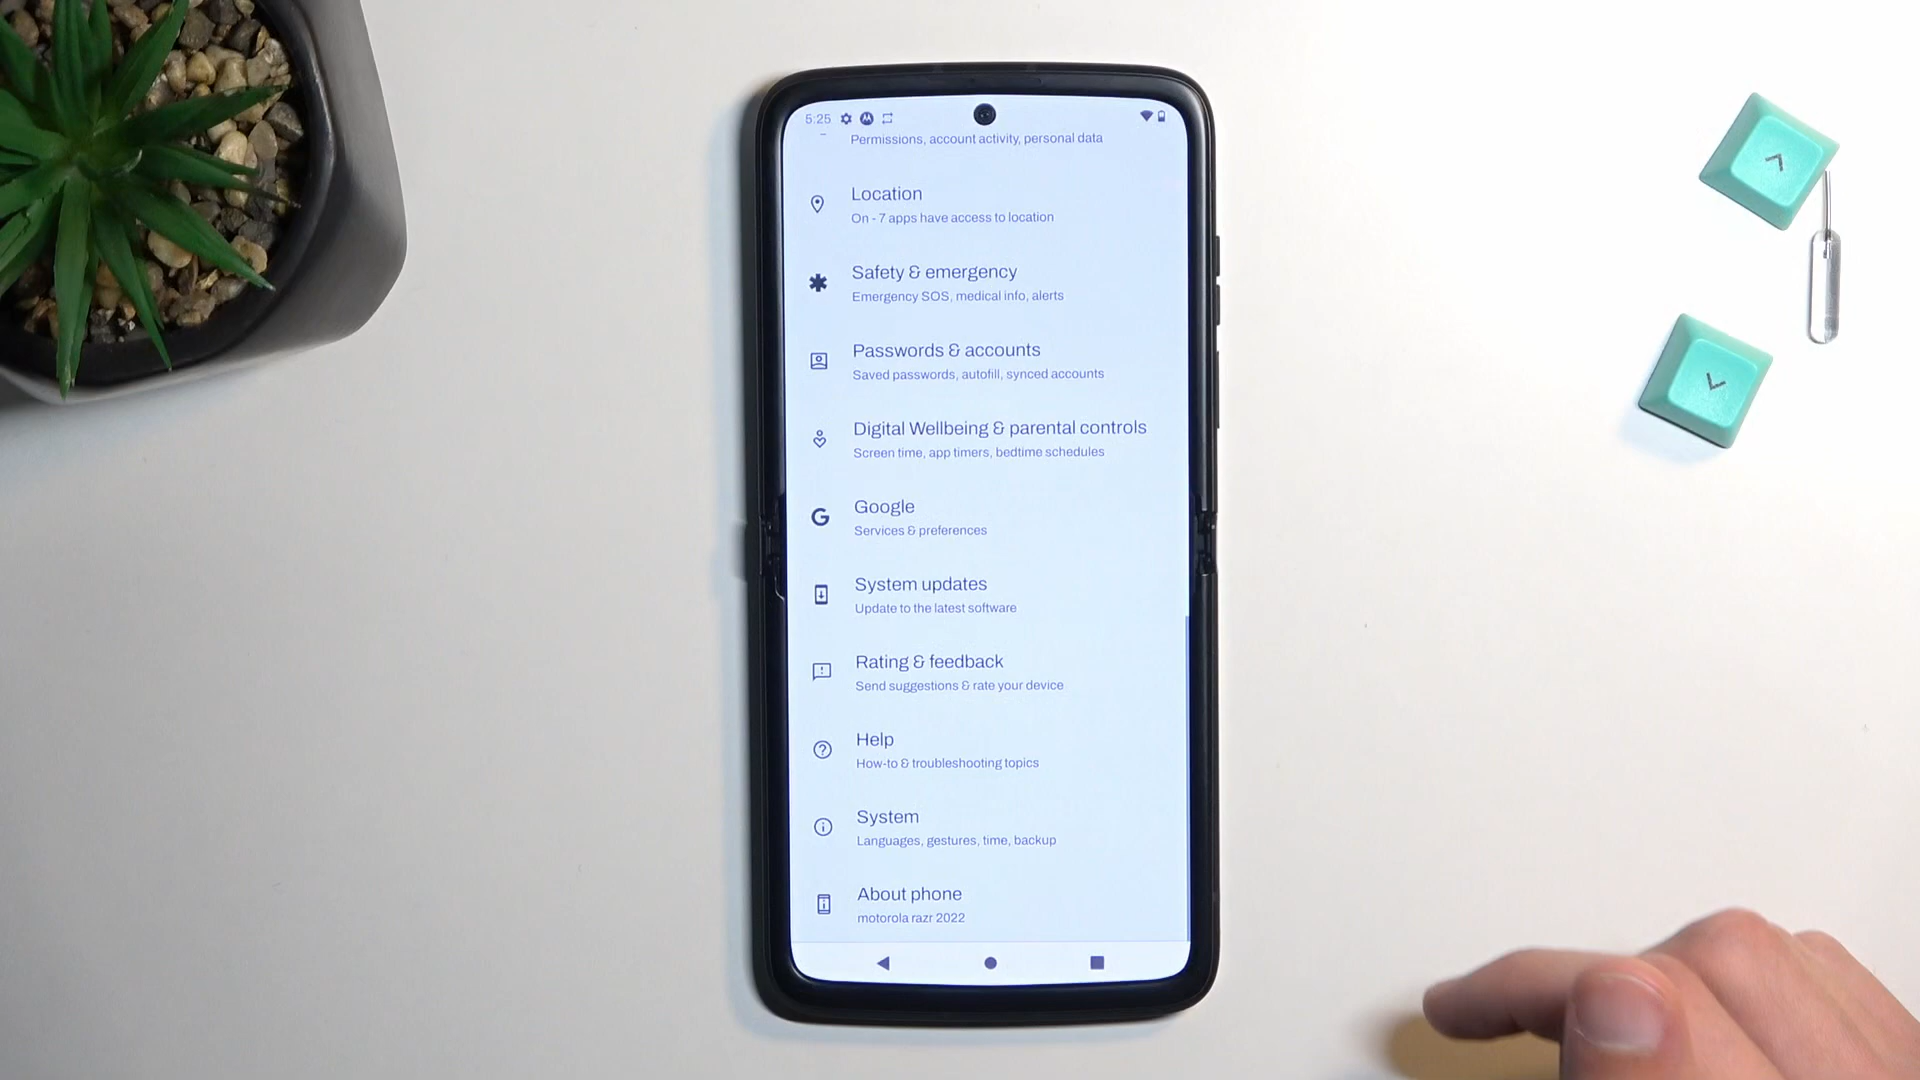 5:25
Permissions, account activity, personal data
Location
On - 7 apps have access to location
Safety & emergency
Emergency SOS, medical info, alerts
Passwords & accounts
Saved passwords, autofill, synced accounts
Digital Wellbeing & parental controls
Screen time, app timers, bedtime schedules
Google
Services & preferences
System updates
Update to the latest software
Rating & feedback
Send suggestions & rate your device
Help
How-to & troubleshooting topics
System
Languages, gestures, time, backup
About phone
motorola razr 2022